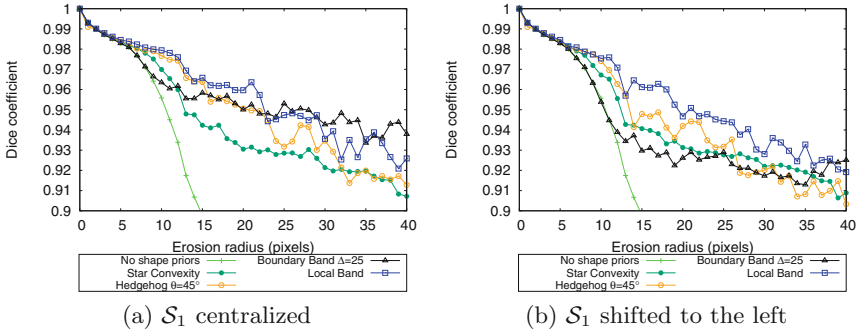 1
0.99
0.98
0.97
0.96
0.95
0.94
0.93
0.92
0.91
0.9
Dice coefficient
0 5 10 15 20 25 30 35 40
Erosion radius (pixels)
No shape priors
Star Convexity
Hedgehog θ=45°
Boundary Band Δ=25
Local Band
(a) S₁ centralized
1
0.99
0.98
0.97
0.96
0.95
0.94
0.93
0.92
0.91
0.9
Dice coefficient
0 5 10 15 20 25 30 35 40
Erosion radius (pixels)
No shape priors
Star Convexity
Hedgehog θ=45°
Boundary Band Δ=25
Local Band
(b) S₁ shifted to the left